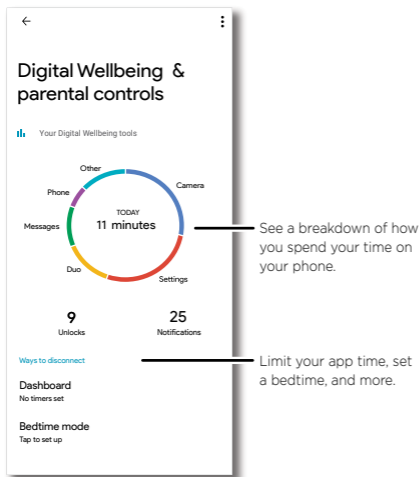 Digital Wellbeing &
parental controls
Your Digital Wellbeing tools
Other
Camera
Phone
TODAY
11 minutes
Messages
See a breakdown of how
you spend your time on
your phone.
Duo
Settings
9
25
Unlocks
Notifications
Ways to disconnect
Limit your app time, set
a bedtime, and more.
Dashboard
No timers set
Bedtime mode
Tap to set up